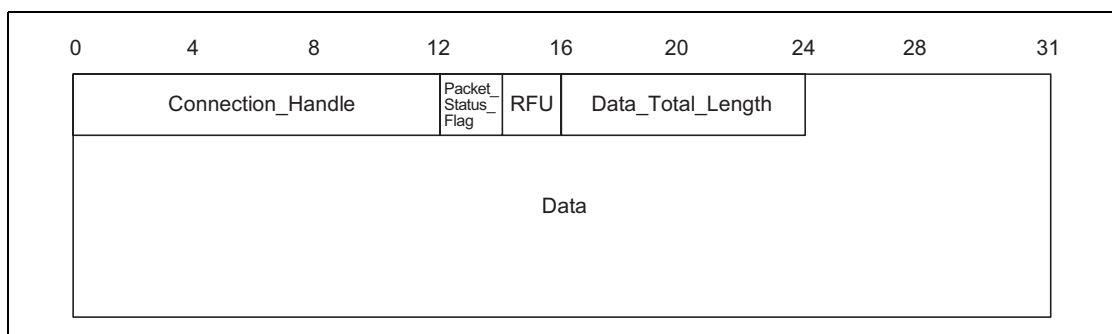 0 4 8 12 16 20 24 28 31
Connection_Handle Packet_ RFU Data_Total_Length
Status_
Flag
Data